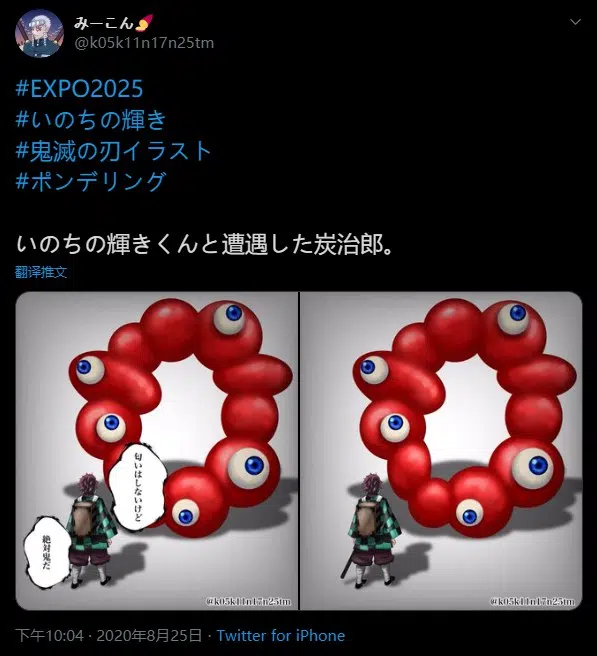 みーこん
@k05k11n17n25tm
#EXPO2025
#いのちの輝き
#鬼滅の刃イラスト
#ポンデリング
いのちの輝きくんと遭遇した炭治郎。
翻译推文
匂いはしないけど
絶対鬼だ
@k05k11n17n25tm
@k05k11n17n25tm
下午10:04 · 2020年8月25日 · Twitter for iPhone